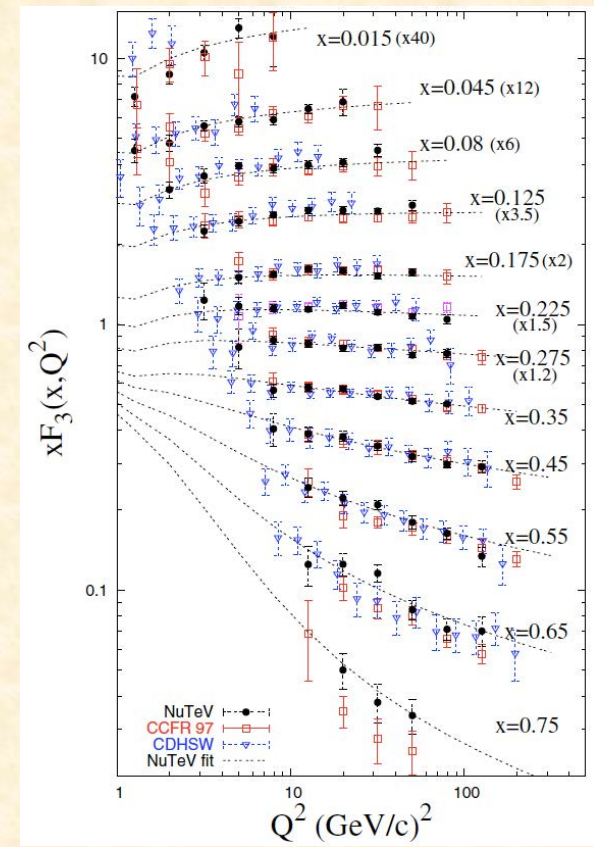 10
1
0.1
xF₃(x,Q²)
x=0.015 (x40)
x=0.045 (x12)
x=0.08 (x6)
x=0.125
(x3.5)
x=0.175 (x2)
x=0.225
(x1.5)
x=0.275
(x1.2)
x=0.35
x=0.45
x=0.55
x=0.65
x=0.75
NuTeV
CCFR 97
CDHSW
NuTeV fit
1 10 100
Q² (GeV/c)²